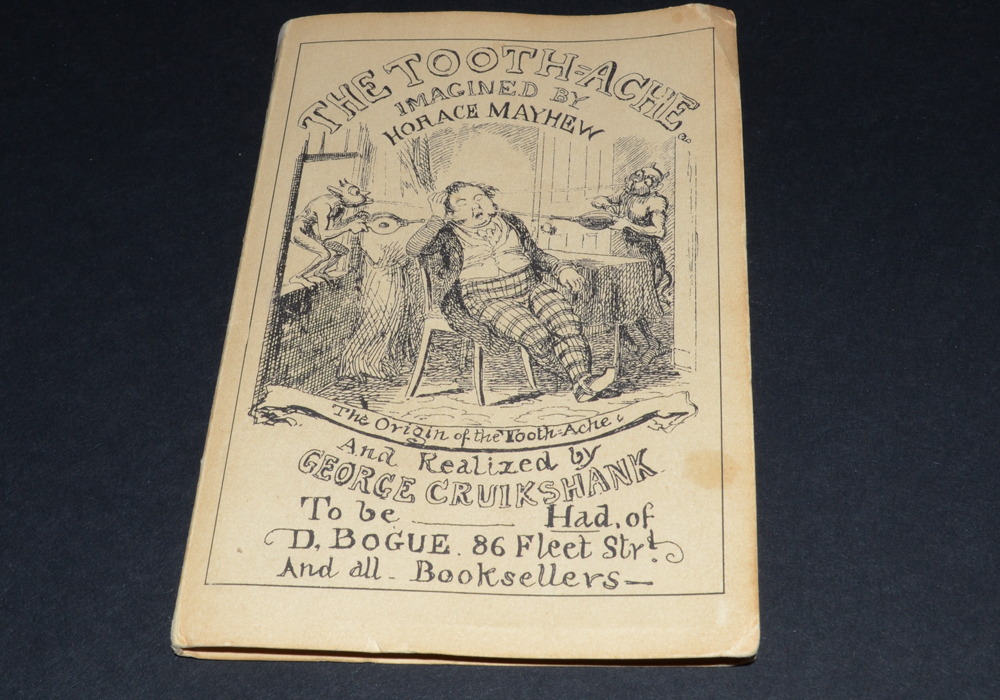 THE TOOTH=ACHE.
IMAGINED BY
HORACE MAYHEW
The Origin of the Tooth-Ache.
And Realized by
GEORGE CRUIKSHANK
To be ——— Had, of
D. BOGUE. 86 Fleet Strt.
And all - Booksellers—